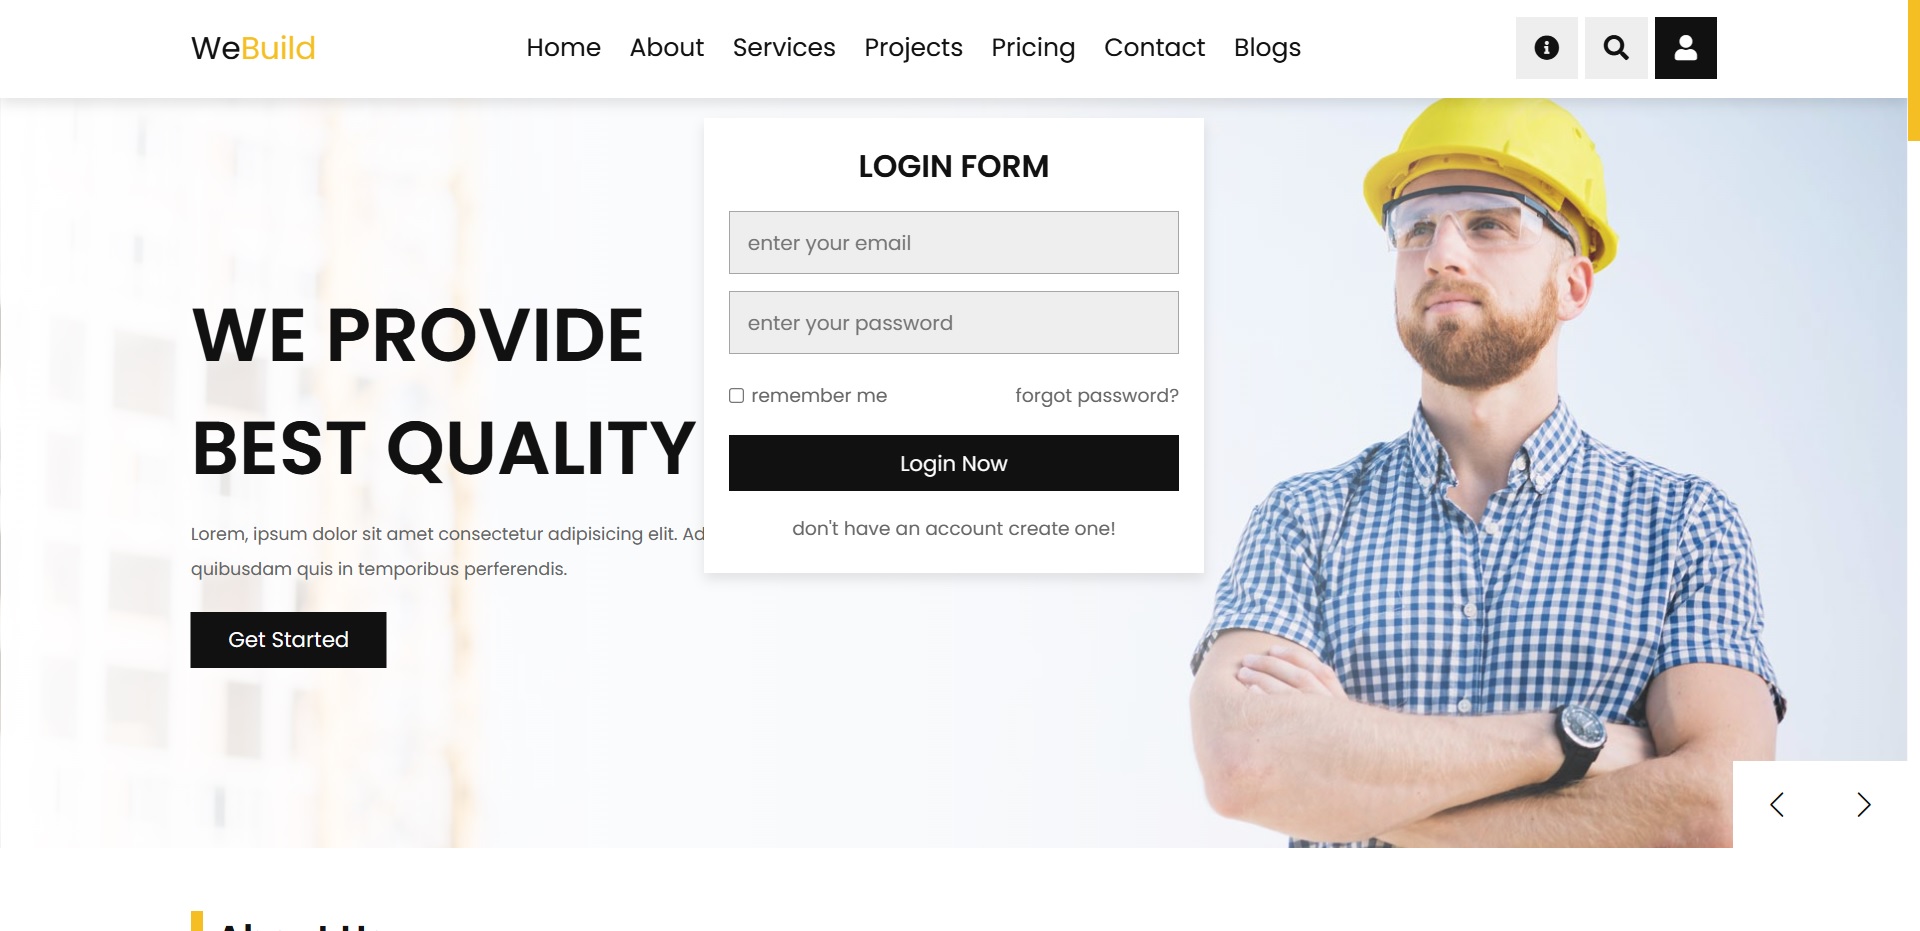 WeBuild
Home About Services Projects Pricing Contact Blogs
LOGIN FORM
enter your email
enter your password
remember me forgot password?
Login Now
don't have an account create one!
WE PROVIDE
BEST QUALITY
Lorem, ipsum dolor sit amet consectetur adipisicing elit. Ad
quibusdam quis in temporibus perferendis.
Get Started